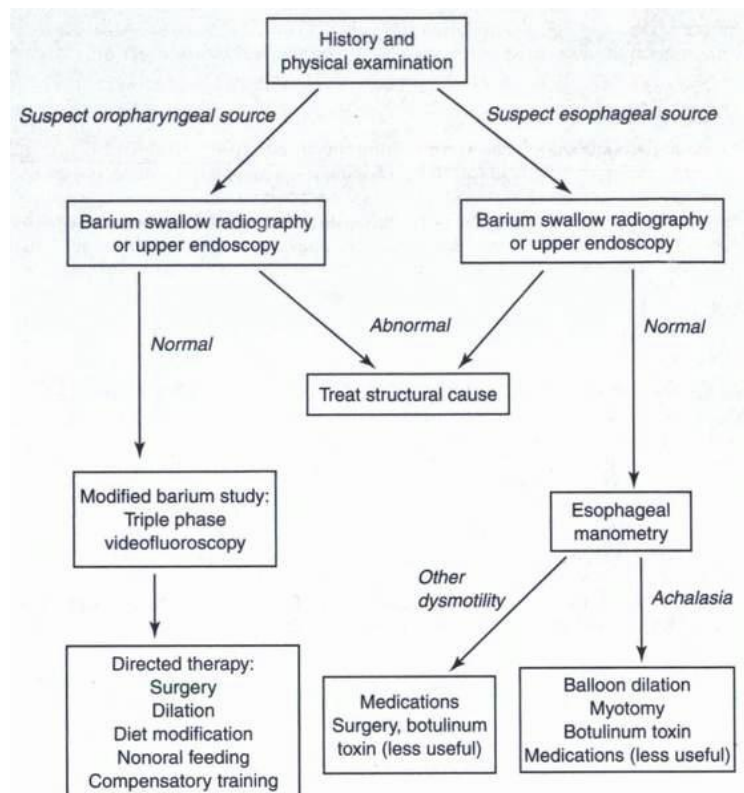 History and
physical examination
Suspect oropharyngeal source
Suspect esophageal source
Barium swallow radiography
or upper endoscopy
Barium swallow radiography
or upper endoscopy
Normal
Abnormal
Normal
Treat structural cause
Modified barium study:
Triple phase
videofluoroscopy
Esophageal
manometry
Other
dysmotility
Achalasia
Directed therapy:
Surgery
Dilation
Diet modification
Nonoral feeding
Compensatory training
Medications
Surgery, botulinum
toxin (less useful)
Balloon dilation
Myotomy
Botulinum toxin
Medications (less useful)